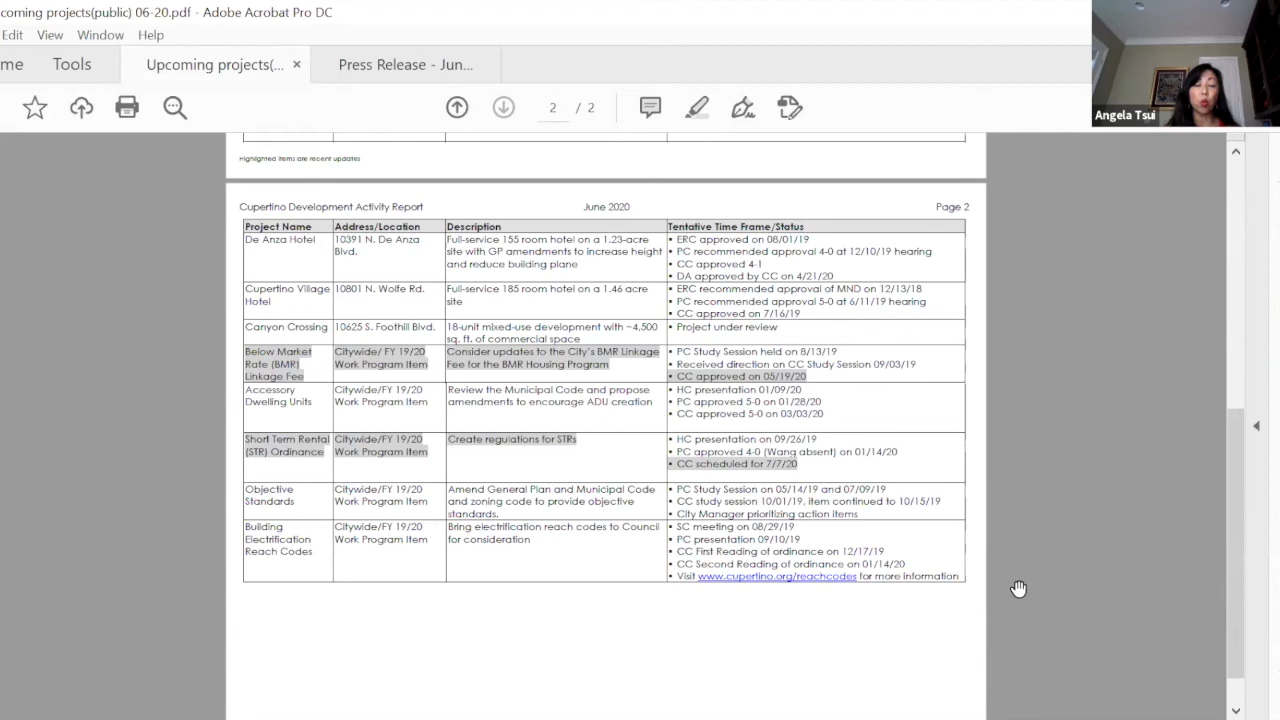 coming projects(public) 06-20.pdf - Adobe Acrobat Pro DC
Edit View Window Help
me Tools Upcoming projects(... × Press Release - Jun...
2 / 2
Angela Tsui
Highlighted items are recent updates
Cupertino Development Activity Report June 2020 Page 2
Project Name Address/Location Description Tentative Time Frame/Status
De Anza Hotel 10391 N. De Anza Full-service 155 room hotel on a 1.23-acre ▪ ERC approved on 08/01/19
Blvd. site with GP amendments to increase height ▪ PC recommended approval 4-0 at 12/10/19 hearing
and reduce building plane ▪ CC approved 4-1
▪ DA approved by CC on 4/21/20
Cupertino Village 10801 N. Wolfe Rd. Full-service 185 room hotel on a 1.46 acre ▪ ERC recommended approval of MND on 12/13/18
Hotel site ▪ PC recommended approval 5-0 at 6/11/19 hearing
▪ CC approved on 7/16/19
Canyon Crossing 10625 S. Foothill Blvd. 18-unit mixed-use development with ~4,500 ▪ Project under review
sq. ft. of commercial space
Below Market Citywide/ FY 19/20 Consider updates to the City's BMR Linkage ▪ PC Study Session held on 8/13/19
Rate (BMR) Work Program Item Fee for the BMR Housing Program ▪ Received direction on CC Study Session 09/03/19
Linkage Fee ▪ CC approved on 05/19/20
Accessory Citywide/FY 19/20 Review the Municipal Code and propose ▪ HC presentation 01/09/20
Dwelling Units Work Program Item amendments to encourage ADU creation ▪ PC approved 5-0 on 01/28/20
▪ CC approved 5-0 on 03/03/20
Short Term Rental Citywide/FY 19/20 Create regulations for STRs ▪ HC presentation on 09/26/19
(STR) Ordinance Work Program Item ▪ PC approved 4-0 (Wang absent) on 01/14/20
▪ CC scheduled for 7/7/20
Objective Citywide/FY 19/20 Amend General Plan and Municipal Code ▪ PC Study Session on 05/14/19 and 07/09/19
Standards Work Program Item and zoning code to provide objective ▪ CC study session 10/01/19, item continued to 10/15/19
standards. ▪ City Manager prioritizing action items
Building Citywide/FY 19/20 Bring electrification reach codes to Council ▪ SC meeting on 08/29/19
Electrification Work Program Item for consideration ▪ PC presentation 09/10/19
Reach Codes ▪ CC First Reading of ordinance on 12/17/19
▪ CC Second Reading of ordinance on 01/14/20
▪ Visit www.cupertino.org/reachcodes for more information